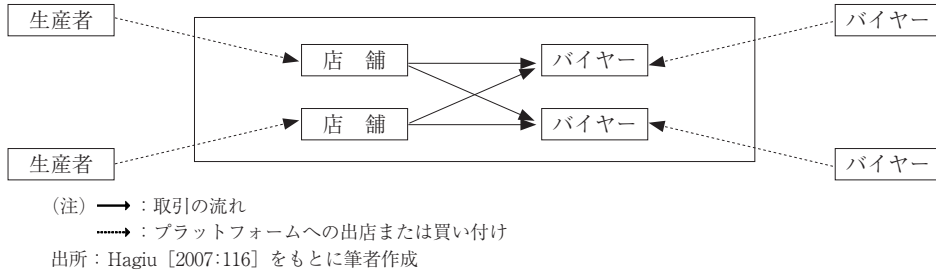 生産者
バイヤー
店　舗
バイヤー
店　舗
バイヤー
生産者
バイヤー
（注） ：取引の流れ
：プラットフォームへの出店または買い付け
出所：Hagiu［2007:116］をもとに筆者作成